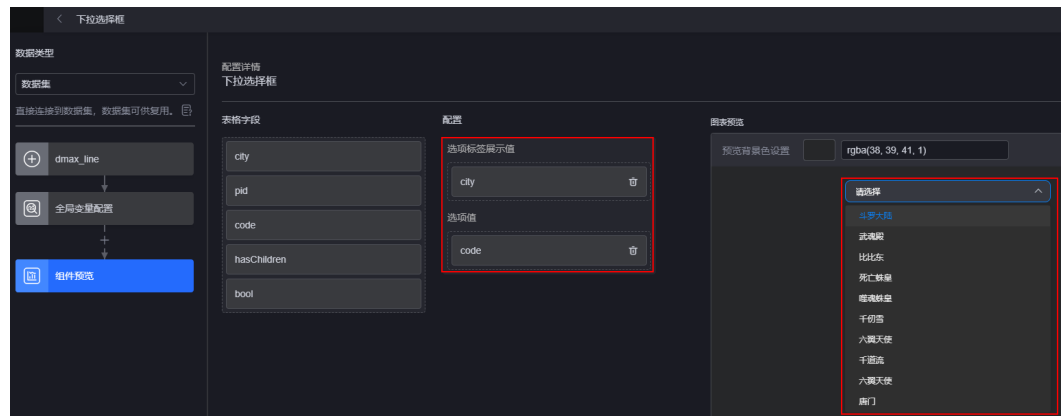 下拉选择框
数据类型
数据集
直接连接到数据集，数据集可供复用。
dmax_line
全局变量配置
组件预览
配置详情
下拉选择框
表格字段
city
pid
code
hasChildren
bool
配置
选项标签展示值
city
选项值
code
图表预览
预览背景色设置
rgba(38, 39, 41, 1)
请选择
斗罗大陆
武魂殿
比比东
死亡蛛皇
噬魂蛛皇
千仞雪
六翼天使
千道流
六翼天使
唐门